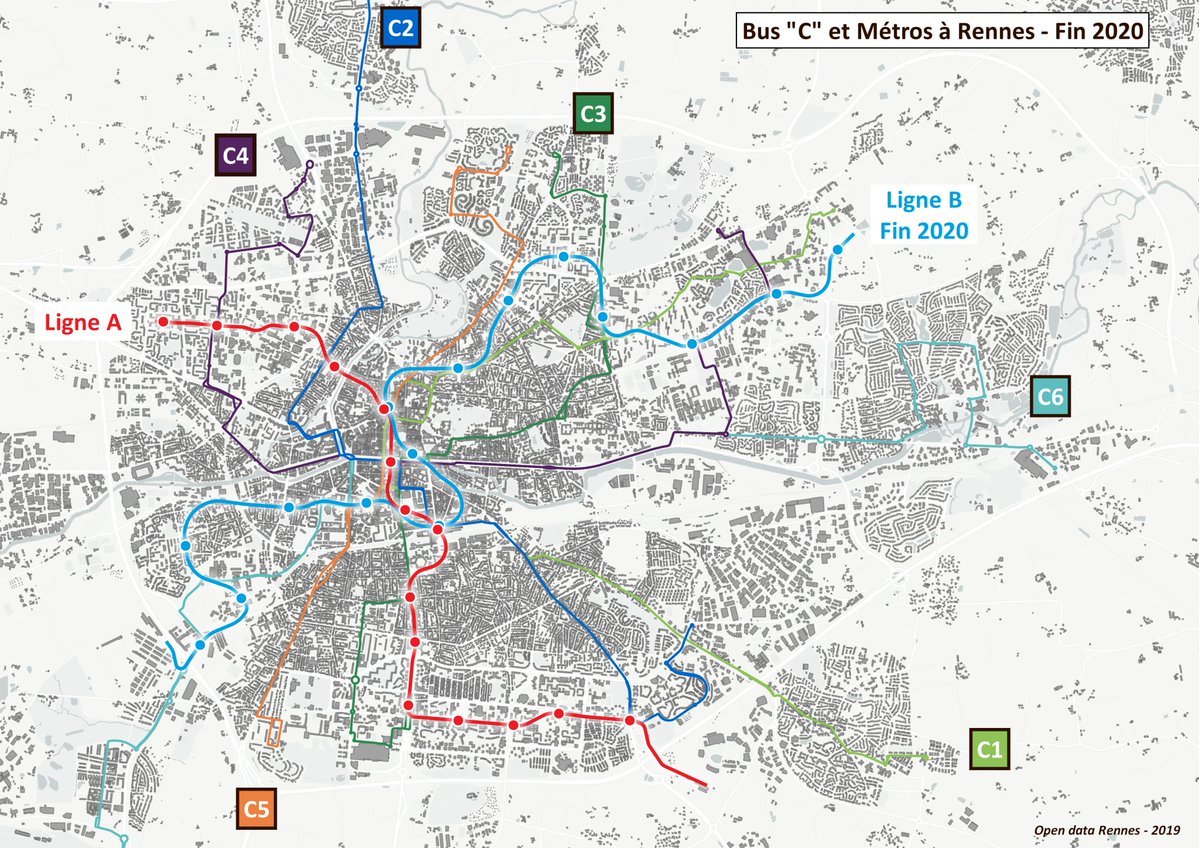 C2
Bus "C" et Métros à Rennes - Fin 2020
C3
C4
Ligne B
Fin 2020
Ligne A
C6
C1
C5
Open data Rennes - 2019